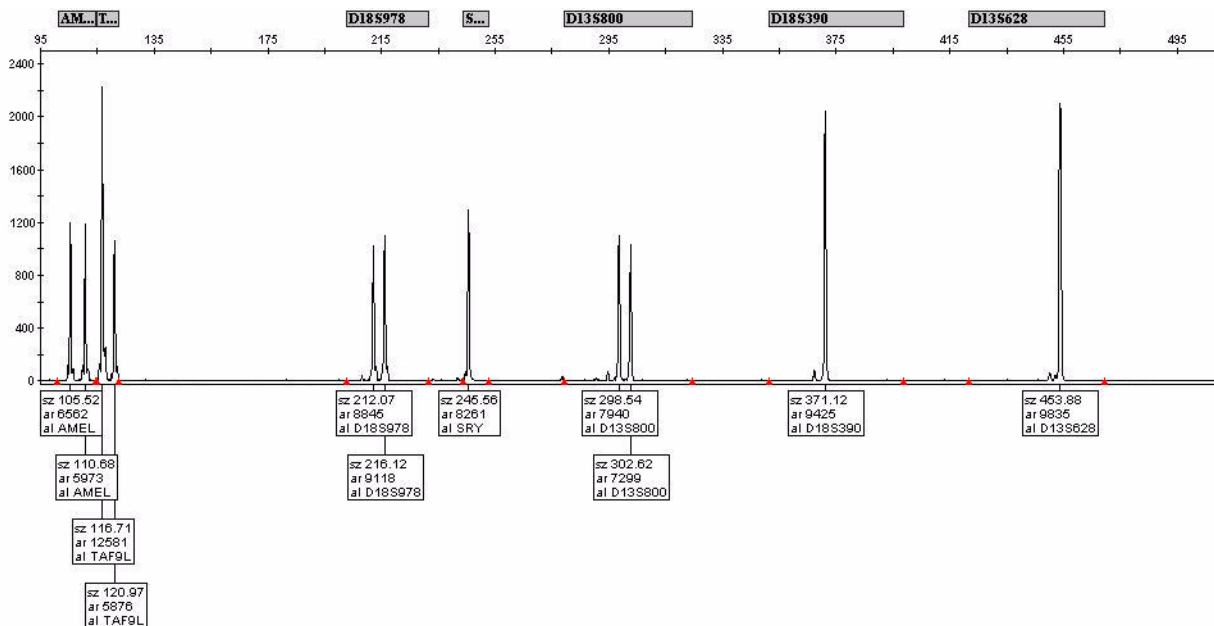 AM... T... D18S978 S... D13S800 D18S390 D13S628
95 135 175 215 255 295 335 375 415 455 495
2400
2000
1600
1200
800
400
0
sz 105.52
ar 6562
al AMEL
sz 110.68
ar 5973
al AMEL
sz 116.71
ar 12581
al TAF9L
sz 120.97
ar 5876
al TAF9L
sz 212.07
ar 8845
al D18S978
sz 216.12
ar 9118
al D18S978
sz 245.56
ar 8261
al SRY
sz 298.54
ar 7940
al D13S800
sz 302.62
ar 7299
al D13S800
sz 371.12
ar 9425
al D18S390
sz 453.88
ar 9835
al D13S628